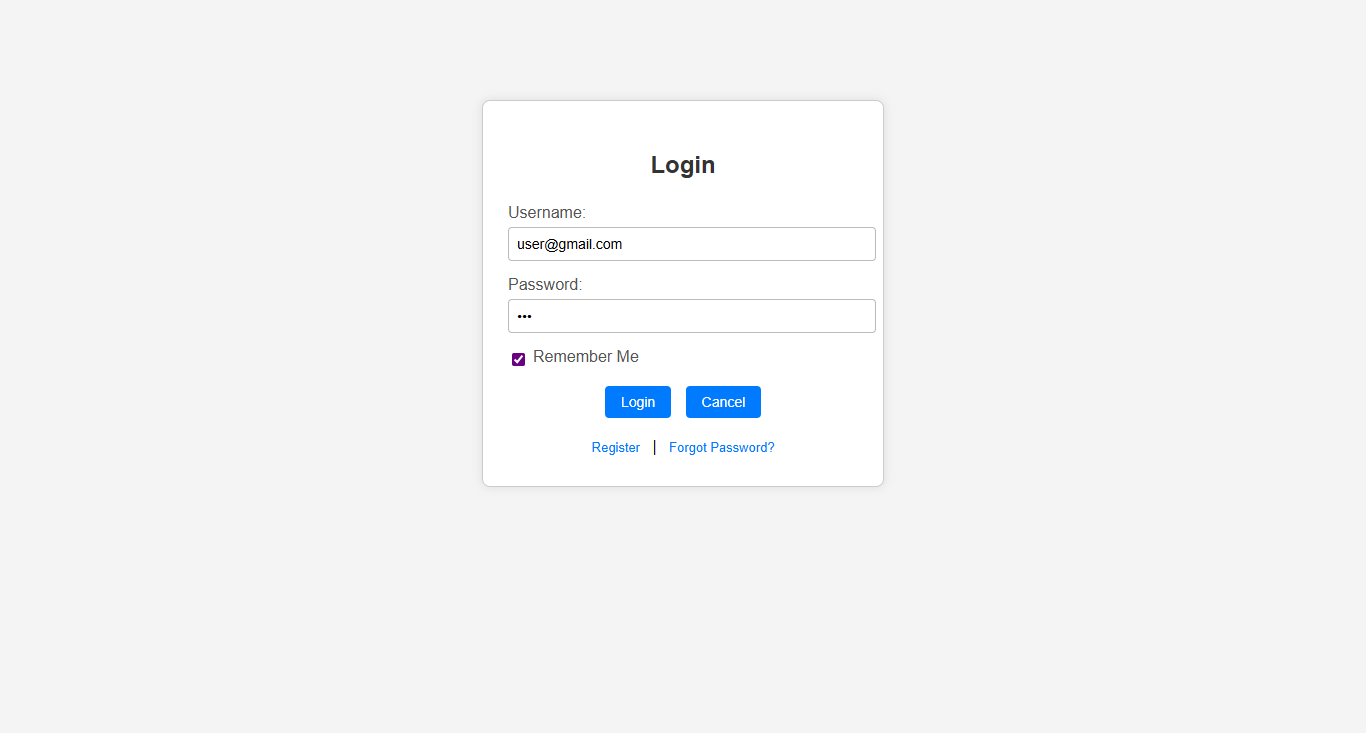 Login
Username:
user@gmail.com
Password:
•••
Remember Me
Login Cancel
Register | Forgot Password?